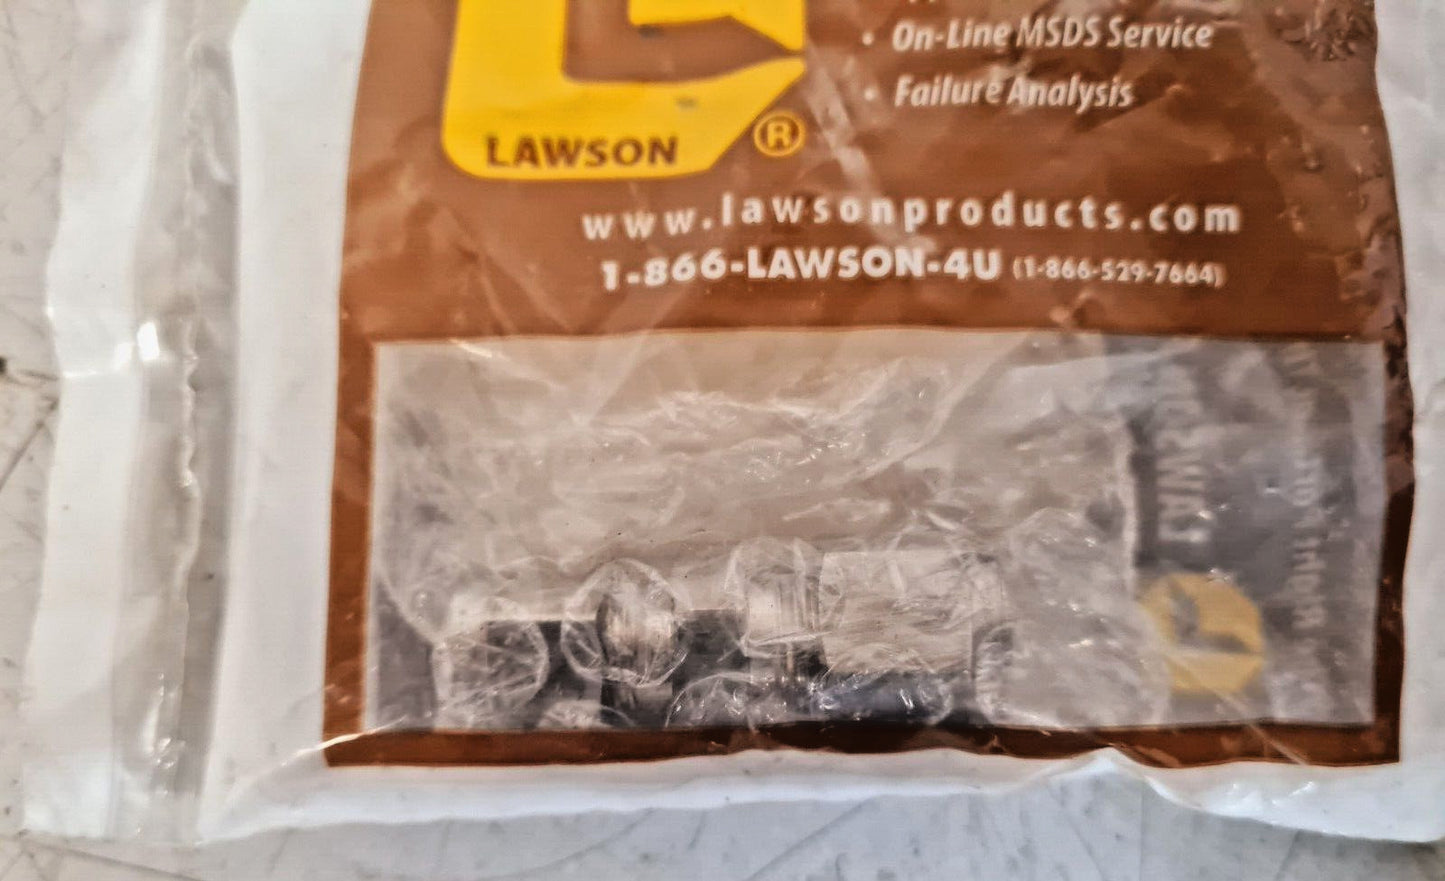 • On-Line MSDS Service
• Failure Analysis
LAWSON ®
www.lawsonproducts.com
1-866-LAWSON-4U (1-866-529-7664)